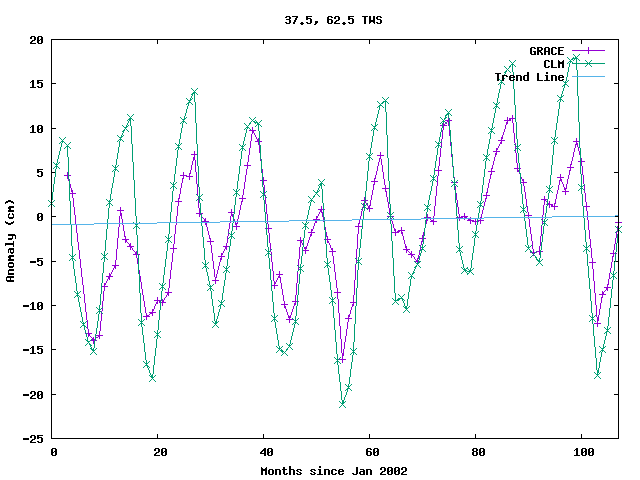 37.5, 62.5 TWS
GRACE
CLM
Trend Line
20
15
10
5
0
-5
-10
-15
-20
-25
Anomaly (cm)
0 20 40 60 80 100
Months since Jan 2002